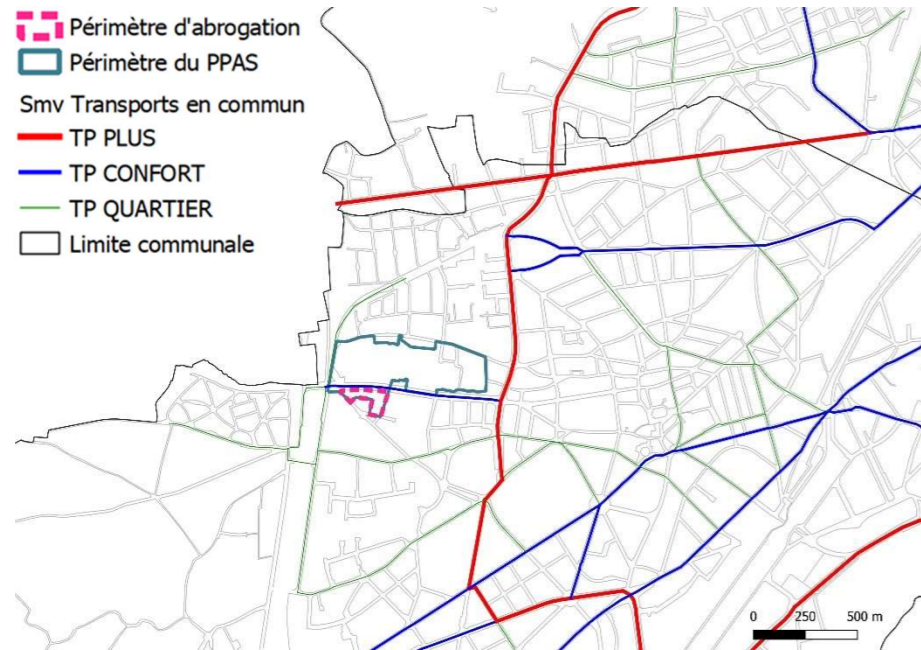 Périmètre d'abrogation
Périmètre du PPAS
Smv Transports en commun
TP PLUS
TP CONFORT
TP QUARTIER
Limite communale
0 250 500 m